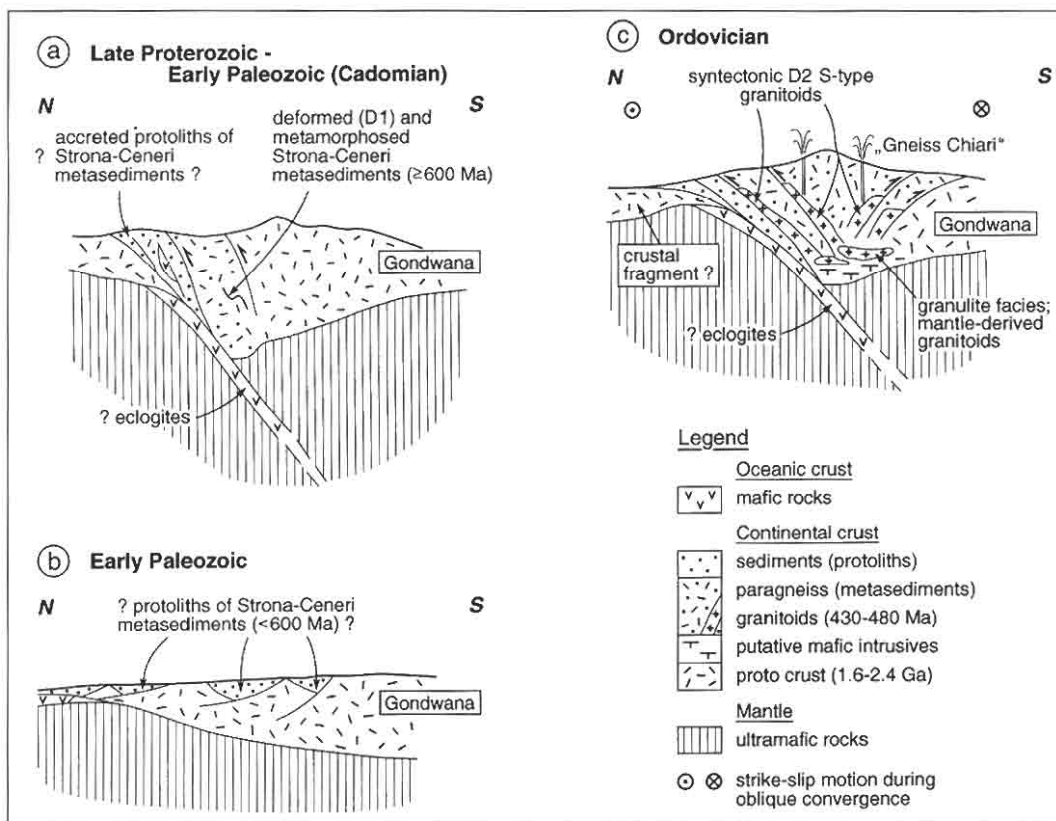 a Late Proterozoic -
Early Paleozoic (Cadomian)
N S
accreted protoliths of
? Strona-Ceneri
metasediments ?
deformed (D1) and
metamorphosed
Strona-Ceneri
metasediments (≥600 Ma)
Gondwana
? eclogites
b Early Paleozoic
N S
? protoliths of Strona-Ceneri
metasediments (<600 Ma) ?
Gondwana
c Ordovician
N S
syntectonic D2 S-type
granitoids
„Gneiss Chiari“
Gondwana
crustal
fragment ?
? eclogites
granulite facies;
mantle-derived
granitoids
Legend
Oceanic crust
mafic rocks
Continental crust
sediments (protoliths)
paragneiss (metasediments)
granitoids (430-480 Ma)
putative mafic intrusives
proto crust (1.6-2.4 Ga)
Mantle
ultramafic rocks
strike-slip motion during
oblique convergence